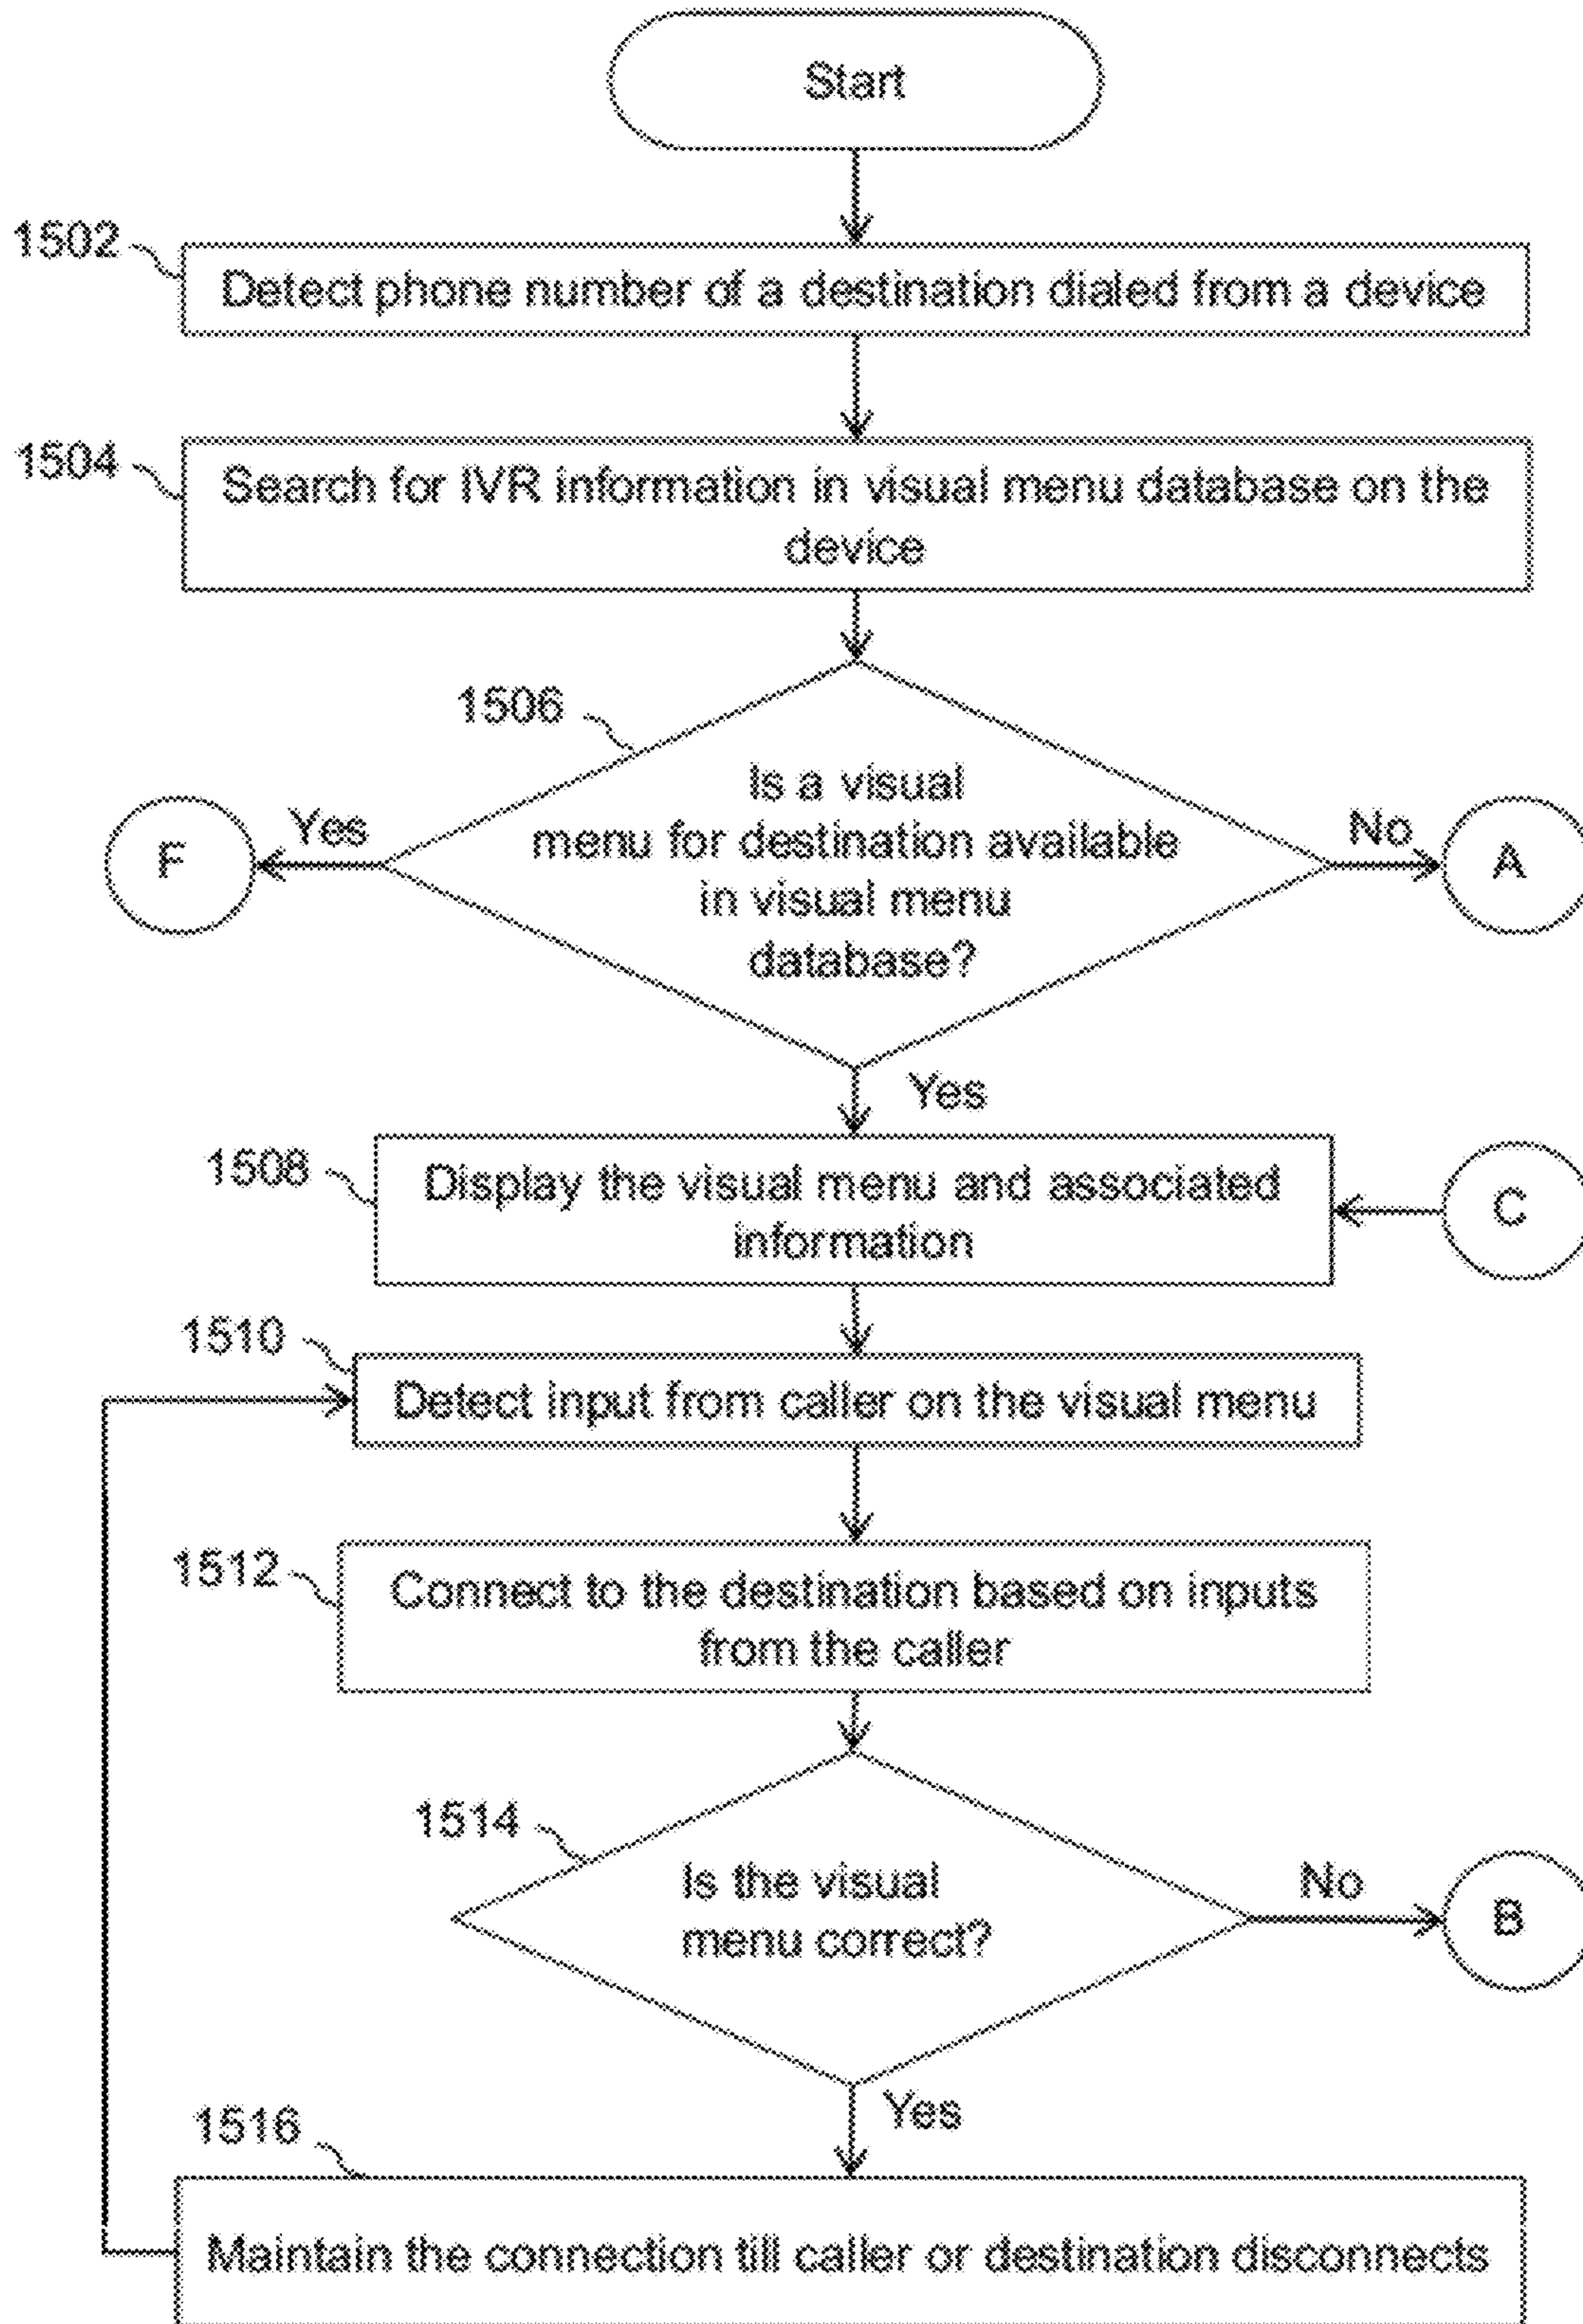 Start
1502
Detect phone number of a destination dialed from a device
1504
Search for IVR information in visual menu database on the
device
1506
Is a visual
menu for destination available
in visual menu
database?
Yes
F
No
A
Yes
1508
Display the visual menu and associated
information
C
1510
Detect input from caller on the visual menu
1512
Connect to the destination based on inputs
from the caller
1514
Is the visual
menu correct?
No
B
Yes
1516
Maintain the connection till caller or destination disconnects